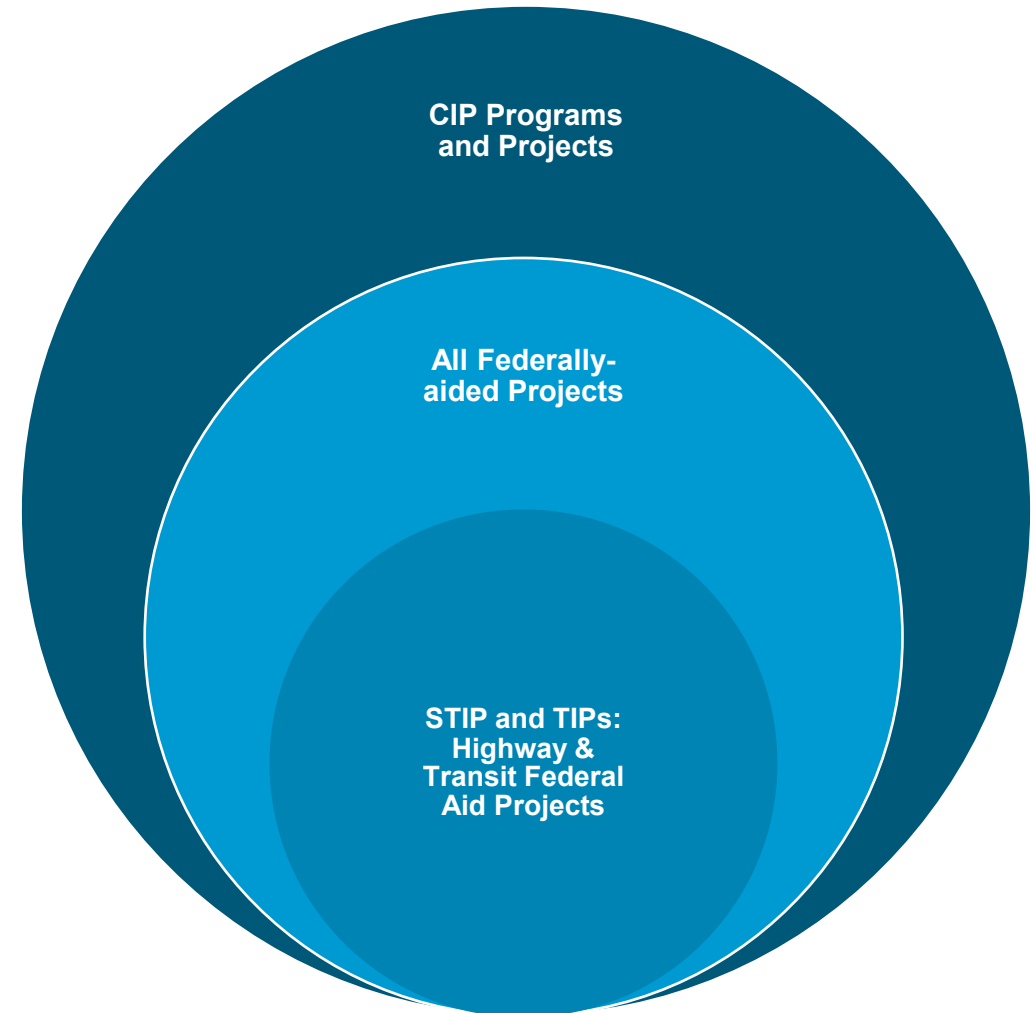 CIP Programs
and Projects
All Federally-
aided Projects
STIP and TIPs:
Highway &
Transit Federal
Aid Projects